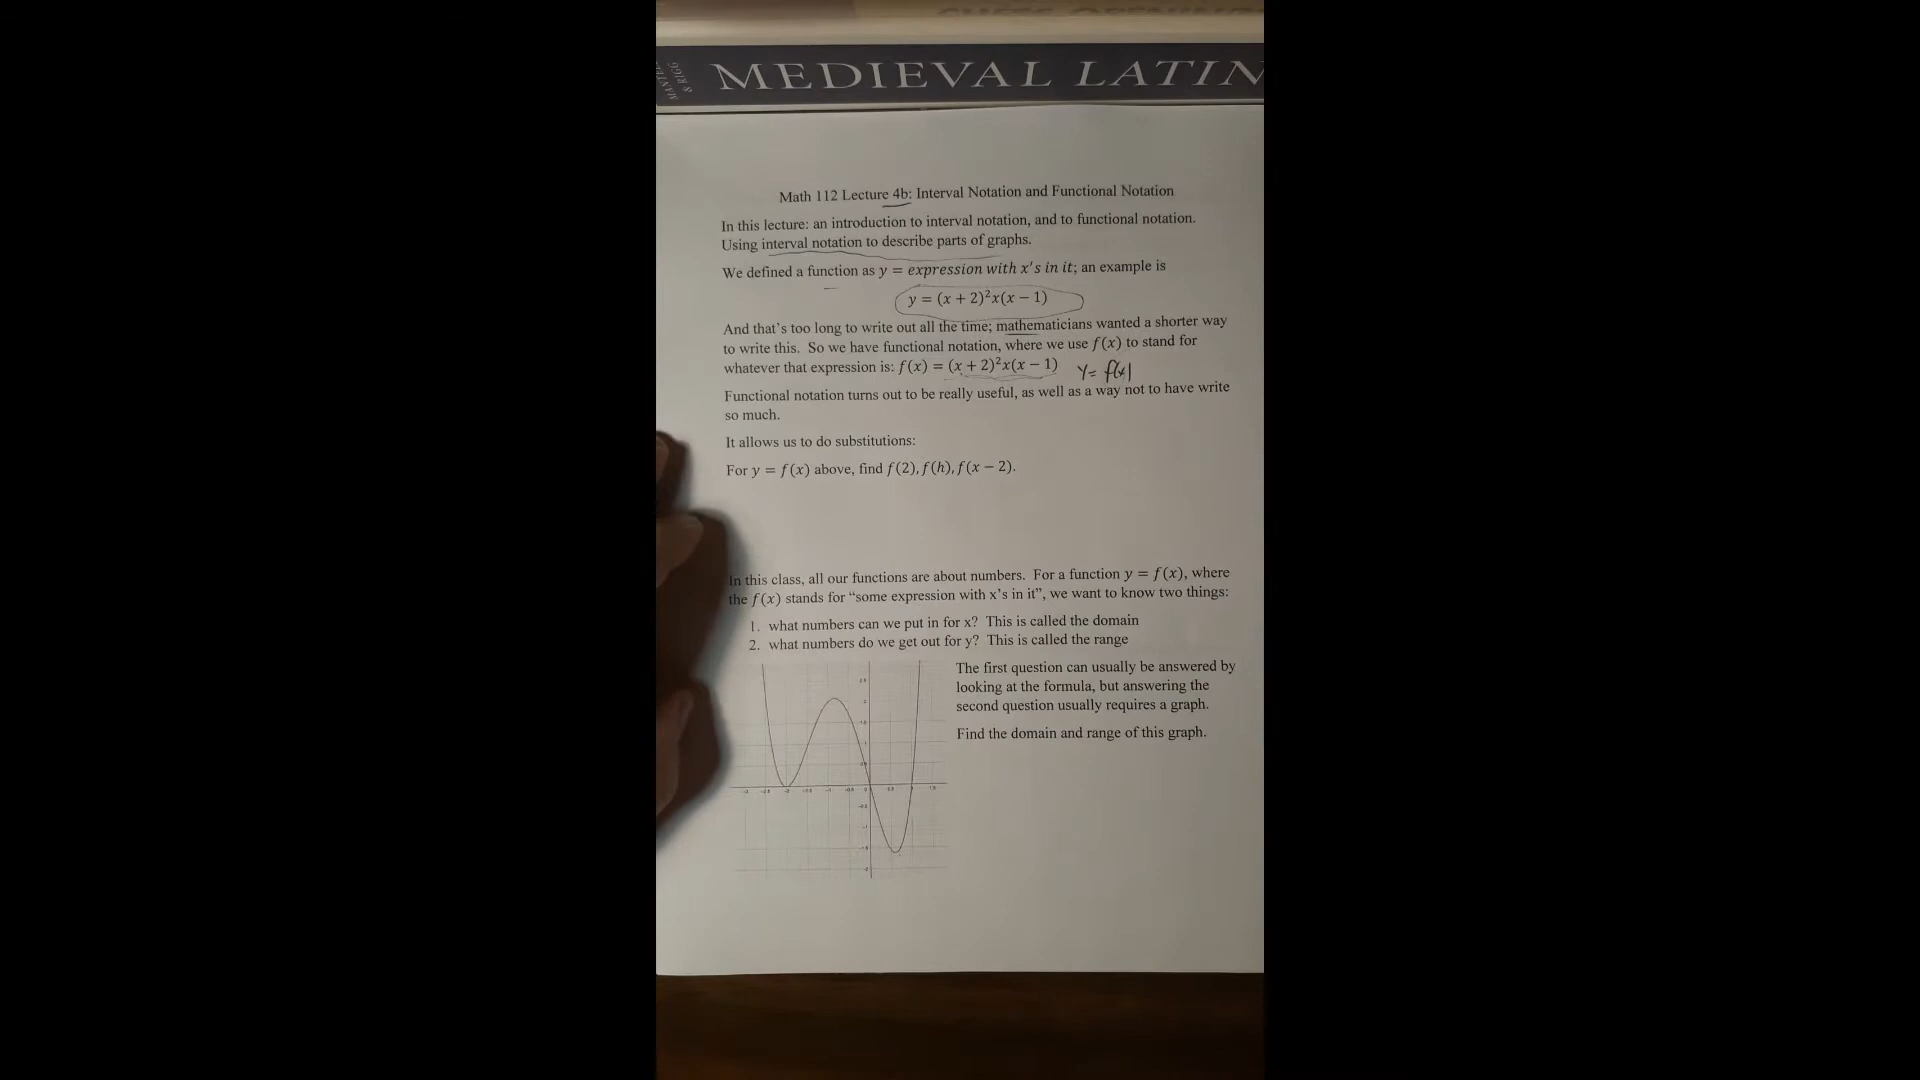 MANTELLO & RIGG
MEDIEVAL LATIN
Math 112 Lecture 4b: Interval Notation and Functional Notation
In this lecture: an introduction to interval notation, and to functional notation.
Using interval notation to describe parts of graphs.
We defined a function as y = expression with x's in it; an example is
y = (x + 2)²x(x − 1)
And that's too long to write out all the time; mathematicians wanted a shorter way
to write this. So we have functional notation, where we use f(x) to stand for
whatever that expression is: f(x) = (x + 2)²x(x − 1) y= f(x)
Functional notation turns out to be really useful, as well as a way not to have write
so much.
It allows us to do substitutions:
For y = f(x) above, find f(2), f(h), f(x − 2).
In this class, all our functions are about numbers. For a function y = f(x), where
the f(x) stands for “some expression with x's in it”, we want to know two things:
1. what numbers can we put in for x? This is called the domain
2. what numbers do we get out for y? This is called the range
The first question can usually be answered by
looking at the formula, but answering the
second question usually requires a graph.
Find the domain and range of this graph.